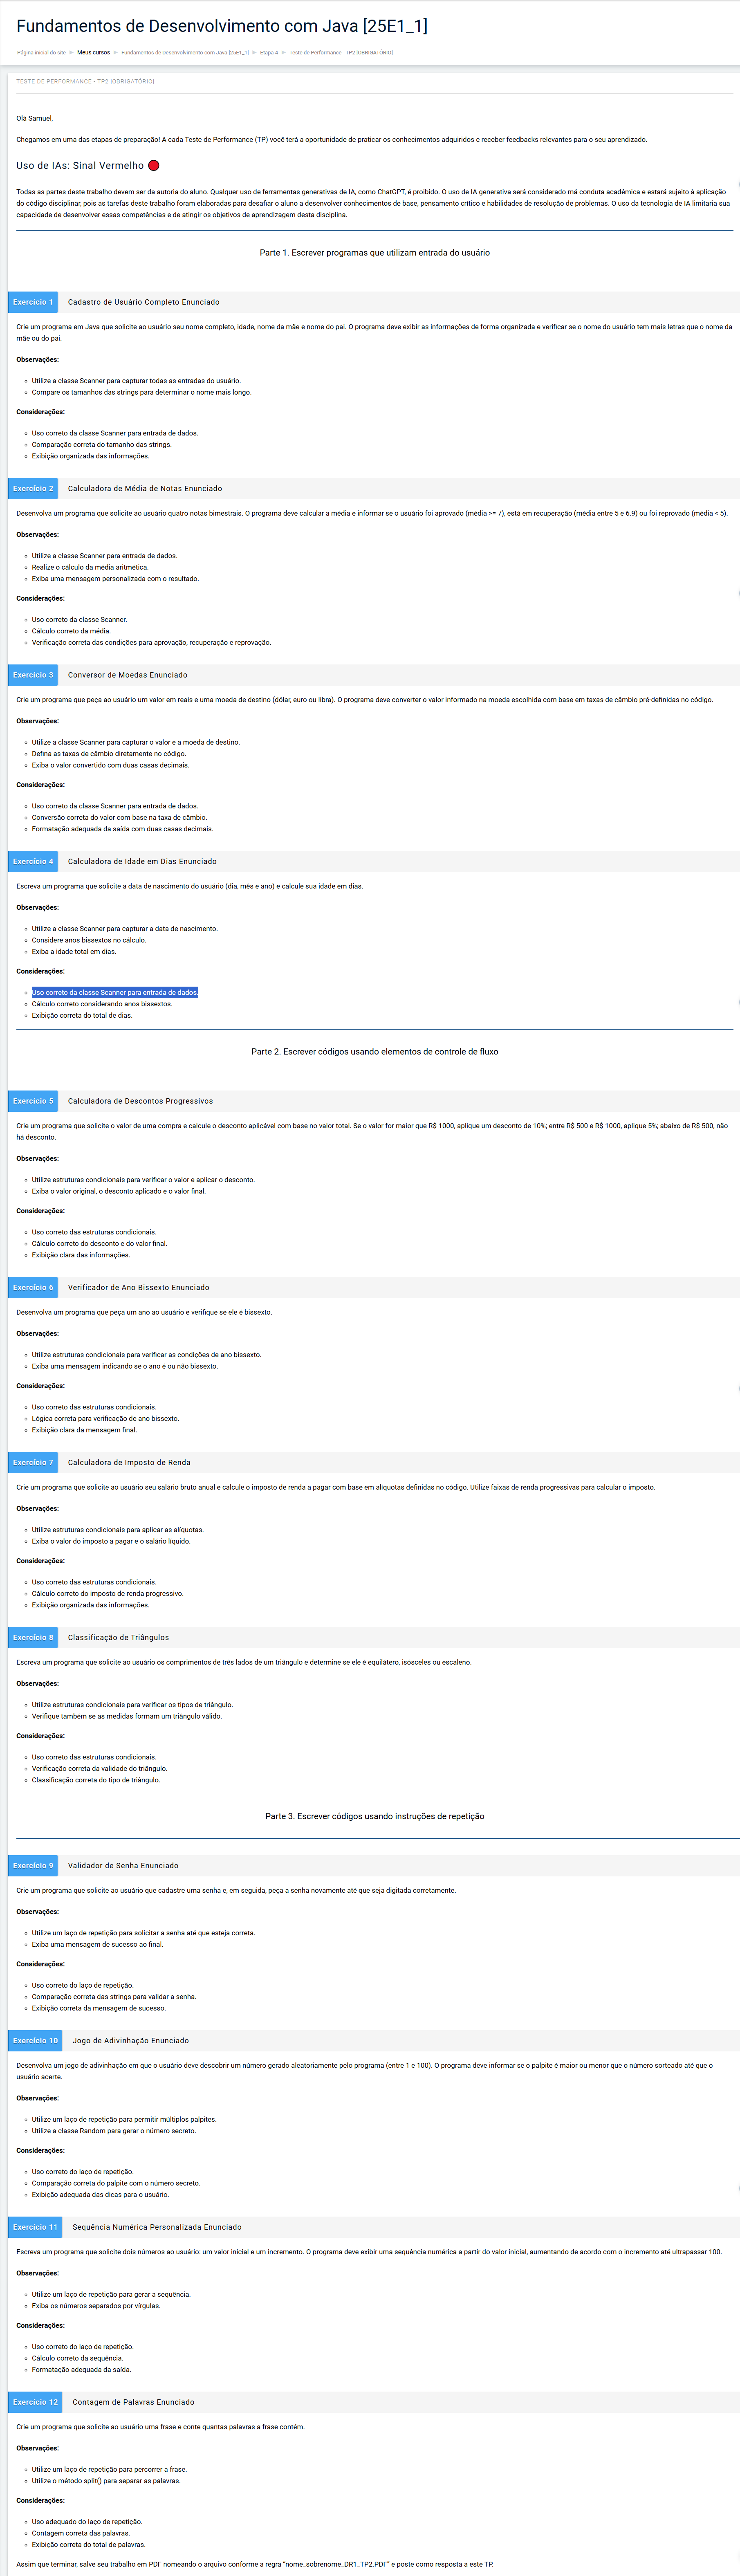 Fundamentos de Desenvolvimento com Java [25E1_1]
Página inicial do site ► Meus cursos ► Fundamentos de Desenvolvimento com Java [25E1_1] ► Etapa 4 ► Teste de Performance - TP2 [OBRIGATÓRIO]
TESTE DE PERFORMANCE - TP2 [OBRIGATÓRIO]
Olá Samuel,
Chegamos em uma das etapas de preparação! A cada Teste de Performance (TP) você terá a oportunidade de praticar os conhecimentos adquiridos e receber feedbacks relevantes para o seu aprendizado.
Uso de IAs: Sinal Vermelho
Todas as partes deste trabalho devem ser da autoria do aluno. Qualquer uso de ferramentas generativas de IA, como ChatGPT, é proibido. O uso de IA generativa será considerado má conduta acadêmica e estará sujeito à aplicação
do código disciplinar, pois as tarefas deste trabalho foram elaboradas para desafiar o aluno a desenvolver conhecimentos de base, pensamento crítico e habilidades de resolução de problemas. O uso da tecnologia de IA limitaria sua
capacidade de desenvolver essas competências e de atingir os objetivos de aprendizagem desta disciplina.
Parte 1. Escrever programas que utilizam entrada do usuário
Exercício 1 Cadastro de Usuário Completo Enunciado
Crie um programa em Java que solicite ao usuário seu nome completo, idade, nome da mãe e nome do pai. O programa deve exibir as informações de forma organizada e verificar se o nome do usuário tem mais letras que o nome da
mãe ou do pai.
Observações:
Utilize a classe Scanner para capturar todas as entradas do usuário.
Compare os tamanhos das strings para determinar o nome mais longo.
Considerações:
Uso correto da classe Scanner para entrada de dados.
Comparação correta do tamanho das strings.
Exibição organizada das informações.
Exercício 2 Calculadora de Média de Notas Enunciado
Desenvolva um programa que solicite ao usuário quatro notas bimestrais. O programa deve calcular a média e informar se o usuário foi aprovado (média >= 7), está em recuperação (média entre 5 e 6.9) ou foi reprovado (média < 5).
Observações:
Utilize a classe Scanner para entrada de dados.
Realize o cálculo da média aritmética.
Exiba uma mensagem personalizada com o resultado.
Considerações:
Uso correto da classe Scanner.
Cálculo correto da média.
Verificação correta das condições para aprovação, recuperação e reprovação.
Exercício 3 Conversor de Moedas Enunciado
Crie um programa que peça ao usuário um valor em reais e uma moeda de destino (dólar, euro ou libra). O programa deve converter o valor informado na moeda escolhida com base em taxas de câmbio pré-definidas no código.
Observações:
Utilize a classe Scanner para capturar o valor e a moeda de destino.
Defina as taxas de câmbio diretamente no código.
Exiba o valor convertido com duas casas decimais.
Considerações:
Uso correto da classe Scanner para entrada de dados.
Conversão correta do valor com base na taxa de câmbio.
Formatação adequada da saída com duas casas decimais.
Exercício 4 Calculadora de Idade em Dias Enunciado
Escreva um programa que solicite a data de nascimento do usuário (dia, mês e ano) e calcule sua idade em dias.
Observações:
Utilize a classe Scanner para capturar a data de nascimento.
Considere anos bissextos no cálculo.
Exiba a idade total em dias.
Considerações:
Uso correto da classe Scanner para entrada de dados.
Cálculo correto considerando anos bissextos.
Exibição correta do total de dias.
Parte 2. Escrever códigos usando elementos de controle de fluxo
Exercício 5 Calculadora de Descontos Progressivos
Crie um programa que solicite o valor de uma compra e calcule o desconto aplicável com base no valor total. Se o valor for maior que R$ 1000, aplique um desconto de 10%; entre R$ 500 e R$ 1000, aplique 5%; abaixo de R$ 500, não
há desconto.
Observações:
Utilize estruturas condicionais para verificar o valor e aplicar o desconto.
Exiba o valor original, o desconto aplicado e o valor final.
Considerações:
Uso correto das estruturas condicionais.
Cálculo correto do desconto e do valor final.
Exibição clara das informações.
Exercício 6 Verificador de Ano Bissexto Enunciado
Desenvolva um programa que peça um ano ao usuário e verifique se ele é bissexto.
Observações:
Utilize estruturas condicionais para verificar as condições de ano bissexto.
Exiba uma mensagem indicando se o ano é ou não bissexto.
Considerações:
Uso correto das estruturas condicionais.
Lógica correta para verificação de ano bissexto.
Exibição clara da mensagem final.
Exercício 7 Calculadora de Imposto de Renda
Crie um programa que solicite ao usuário seu salário bruto anual e calcule o imposto de renda a pagar com base em alíquotas definidas no código. Utilize faixas de renda progressivas para calcular o imposto.
Observações:
Utilize estruturas condicionais para aplicar as alíquotas.
Exiba o valor do imposto a pagar e o salário líquido.
Considerações:
Uso correto das estruturas condicionais.
Cálculo correto do imposto de renda progressivo.
Exibição organizada das informações.
Exercício 8 Classificação de Triângulos
Escreva um programa que solicite ao usuário os comprimentos de três lados de um triângulo e determine se ele é equilátero, isósceles ou escaleno.
Observações:
Utilize estruturas condicionais para verificar os tipos de triângulo.
Verifique também se as medidas formam um triângulo válido.
Considerações:
Uso correto das estruturas condicionais.
Verificação correta da validade do triângulo.
Classificação correta do tipo de triângulo.
Parte 3. Escrever códigos usando instruções de repetição
Exercício 9 Validador de Senha Enunciado
Crie um programa que solicite ao usuário que cadastre uma senha e, em seguida, peça a senha novamente até que seja digitada corretamente.
Observações:
Utilize um laço de repetição para solicitar a senha até que esteja correta.
Exiba uma mensagem de sucesso ao final.
Considerações:
Uso correto do laço de repetição.
Comparação correta das strings para validar a senha.
Exibição correta da mensagem de sucesso.
Exercício 10 Jogo de Adivinhação Enunciado
Desenvolva um jogo de adivinhação em que o usuário deve descobrir um número gerado aleatoriamente pelo programa (entre 1 e 100). O programa deve informar se o palpite é maior ou menor que o número sorteado até que o
usuário acerte.
Observações:
Utilize um laço de repetição para permitir múltiplos palpites.
Utilize a classe Random para gerar o número secreto.
Considerações:
Uso correto do laço de repetição.
Comparação correta do palpite com o número secreto.
Exibição adequada das dicas para o usuário.
Exercício 11 Sequência Numérica Personalizada Enunciado
Escreva um programa que solicite dois números ao usuário: um valor inicial e um incremento. O programa deve exibir uma sequência numérica a partir do valor inicial, aumentando de acordo com o incremento até ultrapassar 100.
Observações:
Utilize um laço de repetição para gerar a sequência.
Exiba os números separados por vírgulas.
Considerações:
Uso correto do laço de repetição.
Cálculo correto da sequência.
Formatação adequada da saída.
Exercício 12 Contagem de Palavras Enunciado
Crie um programa que solicite ao usuário uma frase e conte quantas palavras a frase contém.
Observações:
Utilize um laço de repetição para percorrer a frase.
Utilize o método split() para separar as palavras.
Considerações:
Uso adequado do laço de repetição.
Contagem correta das palavras.
Exibição correta do total de palavras.
Assim que terminar, salve seu trabalho em PDF nomeando o arquivo conforme a regra "nome_sobrenome_DR1_TP2.PDF" e poste como resposta a este TP.